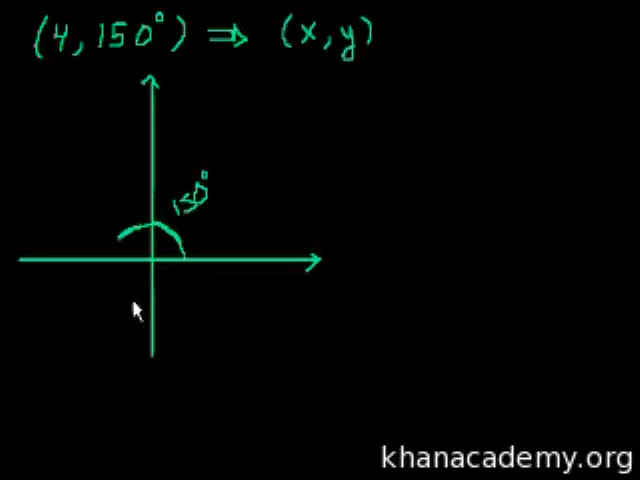 (4, 150°) ⇒ (x, y)
150°
khanacademy.org